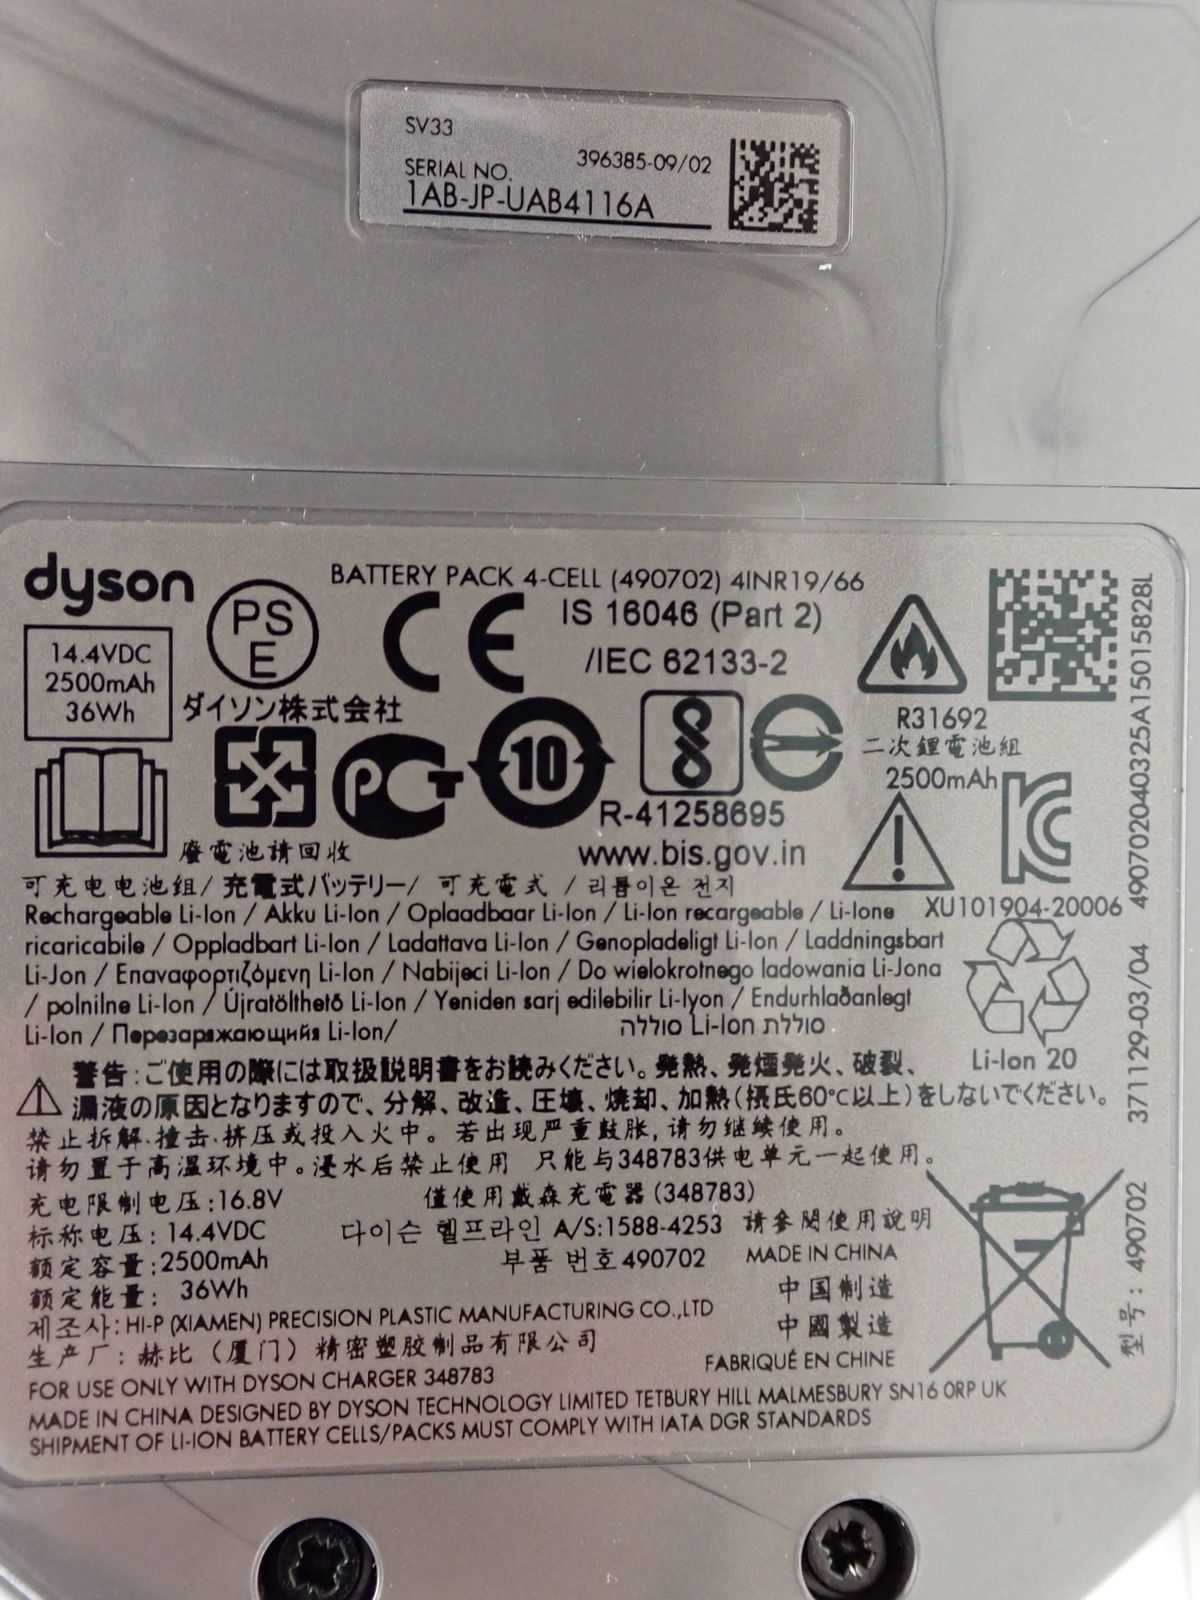 SV33
396385-09/02
SERIAL NO.
1AB-JP-UAB4116A
dyson
BATTERY PACK 4-CELL (490702) 4INR19/66
PS
E
IS 16046 (Part 2)
/IEC 62133-2
14.4VDC
2500mAh
36Wh
ダイソン株式会社
R31692
二次鋰電池組
2500mAh
10
R-41258695
www.bis.gov.in
廢電池請回收
XU101904-20006
可充电电池组/ 充電式バッテリー/ 可充電式 / 리튬이온 전지
Rechargeable Li-Ion / Akku Li-Ion / Oplaadbaar Li-Ion / Li-Ion recargeable / Li-Ione
ricaricabile / Oppladbart Li-Ion / Ladattava Li-Ion / Genopladeligt Li-Ion / Laddningsbart
Li-Jon / Επαναφορτιζόμενη Li-Ion / Nabíjecí Li-Ion / Do wielokrotnego ladowania Li-Jona
/ polnilne Li-Ion / Újratölthető Li-Ion / Yeniden sarj edilebilir Li-Iyon / Endurhlaðanlegt
Li-Ion / Перезаряжающийя Li-Ion/
סוללת Li-Ion סוללה
Li-Ion 20
警告:ご使用の際には取扱説明書をお読みください。発熱、発煙発火、破裂、
漏液の原因となりますので、分解、改造、圧壊、焼却、加熱(摂氏60℃以上)をしないでください。
禁止拆解·撞击·挤压或投入火中。若出现严重鼓胀,请勿继续使用。
请勿置于高温环境中。浸水后禁止使用 只能与348783供电单元一起使用。
充电限制电压:16.8V
僅使用戴森充電器(348783)
标称电压: 14.4VDC
다이슨 헬프라인 A/S:1588-4253
請參閱使用說明
额定容量:2500mAh
부품 번호490702
MADE IN CHINA
额定能量: 36Wh
中国制造
제조사: HI-P (XIAMEN) PRECISION PLASTIC MANUFACTURING CO.,LTD
中國製造
生产厂: 赫比(厦门)精密塑胶制品有限公司
FABRIQUÉ EN CHINE
FOR USE ONLY WITH DYSON CHARGER 348783
MADE IN CHINA DESIGNED BY DYSON TECHNOLOGY LIMITED TETBURY HILL MALMESBURY SN16 0RP UK
SHIPMENT OF LI-ION BATTERY CELLS/PACKS MUST COMPLY WITH IATA DGR STANDARDS
型号: 490702
371129-03/04
490702040325A15015828L